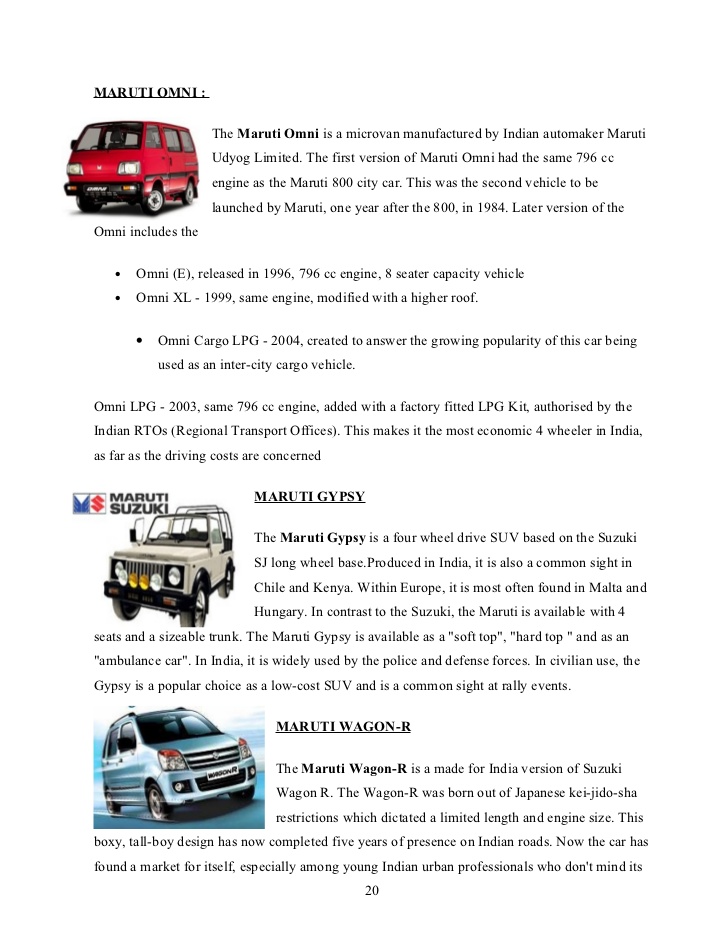 MARUTI OMNI :
The Maruti Omni is a microvan manufactured by Indian automaker Maruti
Udyog Limited. The first version of Maruti Omni had the same 796 cc
engine as the Maruti 800 city car. This was the second vehicle to be
launched by Maruti, one year after the 800, in 1984. Later version of the
Omni includes the
• Omni (E), released in 1996, 796 cc engine, 8 seater capacity vehicle
• Omni XL - 1999, same engine, modified with a higher roof.
• Omni Cargo LPG - 2004, created to answer the growing popularity of this car being
used as an inter-city cargo vehicle.
Omni LPG - 2003, same 796 cc engine, added with a factory fitted LPG Kit, authorised by the
Indian RTOs (Regional Transport Offices). This makes it the most economic 4 wheeler in India,
as far as the driving costs are concerned
MARUTI
SUZUKI
MARUTI GYPSY
The Maruti Gypsy is a four wheel drive SUV based on the Suzuki
SJ long wheel base.Produced in India, it is also a common sight in
Chile and Kenya. Within Europe, it is most often found in Malta and
Hungary. In contrast to the Suzuki, the Maruti is available with 4
seats and a sizeable trunk. The Maruti Gypsy is available as a "soft top", "hard top " and as an
"ambulance car". In India, it is widely used by the police and defense forces. In civilian use, the
Gypsy is a popular choice as a low-cost SUV and is a common sight at rally events.
MARUTI WAGON-R
WAGONR
The Maruti Wagon-R is a made for India version of Suzuki
Wagon R. The Wagon-R was born out of Japanese kei-jido-sha
restrictions which dictated a limited length and engine size. This
boxy, tall-boy design has now completed five years of presence on Indian roads. Now the car has
found a market for itself, especially among young Indian urban professionals who don't mind its
20